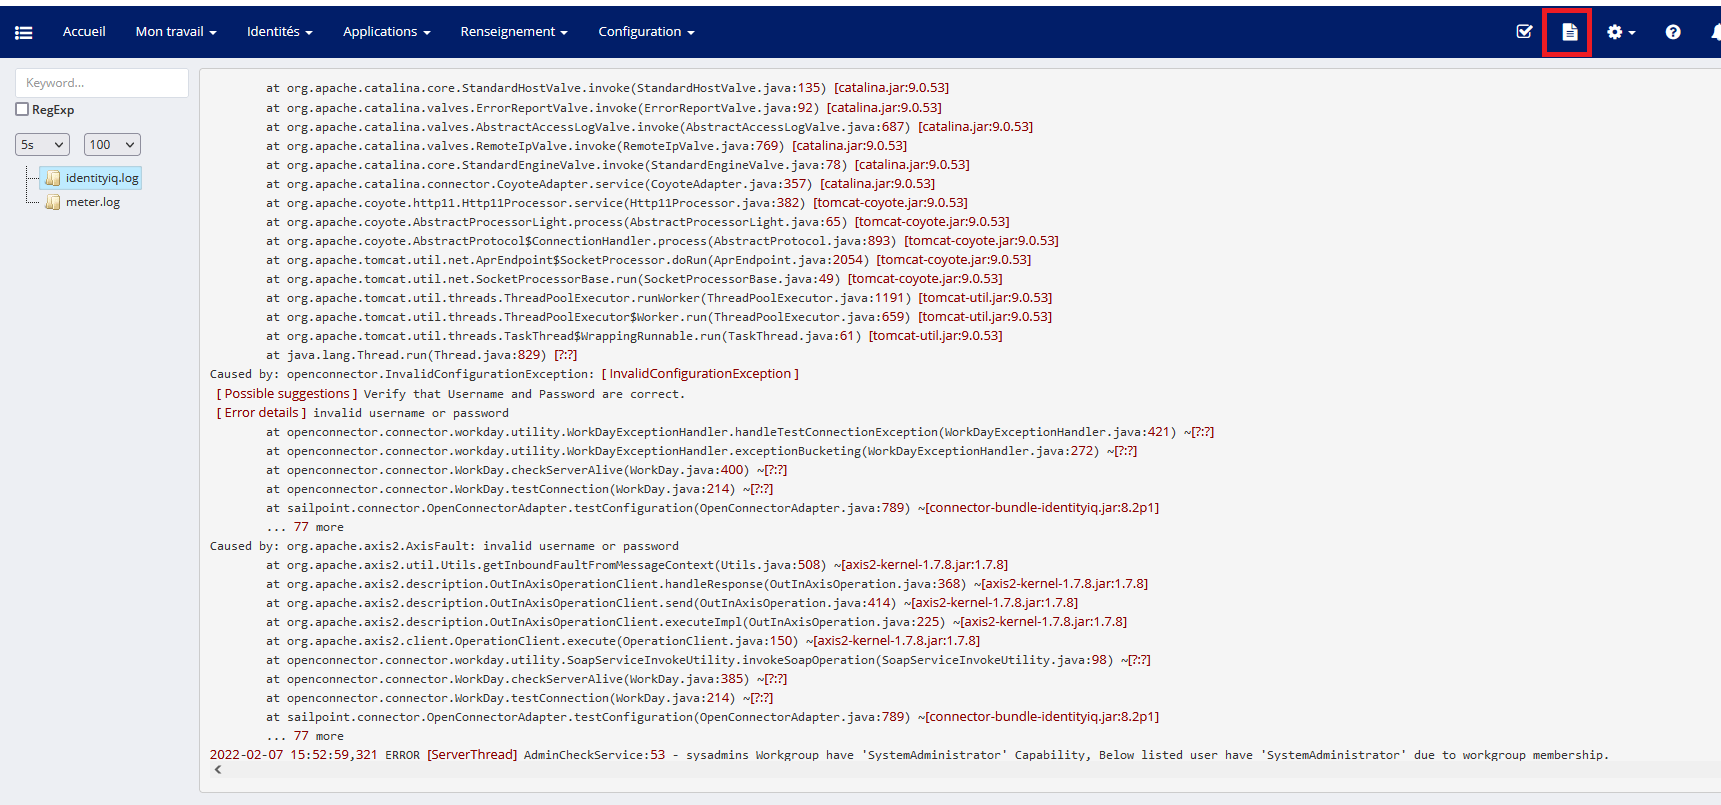 Accueil Mon travail Identités Applications Renseignement Configuration
Keyword...
RegExp
5s 100
identityiq.log
meter.log
at org.apache.catalina.core.StandardHostValve.invoke(StandardHostValve.java:135) [catalina.jar:9.0.53]
at org.apache.catalina.valves.ErrorReportValve.invoke(ErrorReportValve.java:92) [catalina.jar:9.0.53]
at org.apache.catalina.valves.AbstractAccessLogValve.invoke(AbstractAccessLogValve.java:687) [catalina.jar:9.0.53]
at org.apache.catalina.valves.RemoteIpValve.invoke(RemoteIpValve.java:769) [catalina.jar:9.0.53]
at org.apache.catalina.core.StandardEngineValve.invoke(StandardEngineValve.java:78) [catalina.jar:9.0.53]
at org.apache.catalina.connector.CoyoteAdapter.service(CoyoteAdapter.java:357) [catalina.jar:9.0.53]
at org.apache.coyote.http11.Http11Processor.service(Http11Processor.java:382) [tomcat-coyote.jar:9.0.53]
at org.apache.coyote.AbstractProcessorLight.process(AbstractProcessorLight.java:65) [tomcat-coyote.jar:9.0.53]
at org.apache.coyote.AbstractProtocol$ConnectionHandler.process(AbstractProtocol.java:893) [tomcat-coyote.jar:9.0.53]
at org.apache.tomcat.util.net.AprEndpoint$SocketProcessor.doRun(AprEndpoint.java:2054) [tomcat-coyote.jar:9.0.53]
at org.apache.tomcat.util.net.SocketProcessorBase.run(SocketProcessorBase.java:49) [tomcat-coyote.jar:9.0.53]
at org.apache.tomcat.util.threads.ThreadPoolExecutor.runWorker(ThreadPoolExecutor.java:1191) [tomcat-util.jar:9.0.53]
at org.apache.tomcat.util.threads.ThreadPoolExecutor$Worker.run(ThreadPoolExecutor.java:659) [tomcat-util.jar:9.0.53]
at org.apache.tomcat.util.threads.TaskThread$WrappingRunnable.run(TaskThread.java:61) [tomcat-util.jar:9.0.53]
at java.lang.Thread.run(Thread.java:829) [?:?]
Caused by: openconnector.InvalidConfigurationException: [ InvalidConfigurationException ]
[ Possible suggestions ] Verify that Username and Password are correct.
[ Error details ] invalid username or password
at openconnector.connector.workday.utility.WorkDayExceptionHandler.handleTestConnectionException(WorkDayExceptionHandler.java:421) ~[?:?]
at openconnector.connector.workday.utility.WorkDayExceptionHandler.exceptionBucketing(WorkDayExceptionHandler.java:272) ~[?:?]
at openconnector.connector.WorkDay.checkServerAlive(WorkDay.java:400) ~[?:?]
at openconnector.connector.WorkDay.testConnection(WorkDay.java:214) ~[?:?]
at sailpoint.connector.OpenConnectorAdapter.testConfiguration(OpenConnectorAdapter.java:789) ~[connector-bundle-identityiq.jar:8.2p1]
... 77 more
Caused by: org.apache.axis2.AxisFault: invalid username or password
at org.apache.axis2.util.Utils.getInboundFaultFromMessageContext(Utils.java:508) ~[axis2-kernel-1.7.8.jar:1.7.8]
at org.apache.axis2.description.OutInAxisOperationClient.handleResponse(OutInAxisOperation.java:368) ~[axis2-kernel-1.7.8.jar:1.7.8]
at org.apache.axis2.description.OutInAxisOperationClient.send(OutInAxisOperation.java:414) ~[axis2-kernel-1.7.8.jar:1.7.8]
at org.apache.axis2.description.OutInAxisOperationClient.executeImpl(OutInAxisOperation.java:225) ~[axis2-kernel-1.7.8.jar:1.7.8]
at org.apache.axis2.client.OperationClient.execute(OperationClient.java:150) ~[axis2-kernel-1.7.8.jar:1.7.8]
at openconnector.connector.workday.utility.SoapServiceInvokeUtility.invokeSoapOperation(SoapServiceInvokeUtility.java:98) ~[?:?]
at openconnector.connector.WorkDay.checkServerAlive(WorkDay.java:385) ~[?:?]
at openconnector.connector.WorkDay.testConnection(WorkDay.java:214) ~[?:?]
at sailpoint.connector.OpenConnectorAdapter.testConfiguration(OpenConnectorAdapter.java:789) ~[connector-bundle-identityiq.jar:8.2p1]
... 77 more
2022-02-07 15:52:59,321 ERROR [ServerThread] AdminCheckService:53 - sysadmins Workgroup have 'SystemAdministrator' Capability, Below listed user have 'SystemAdministrator' due to workgroup membership.